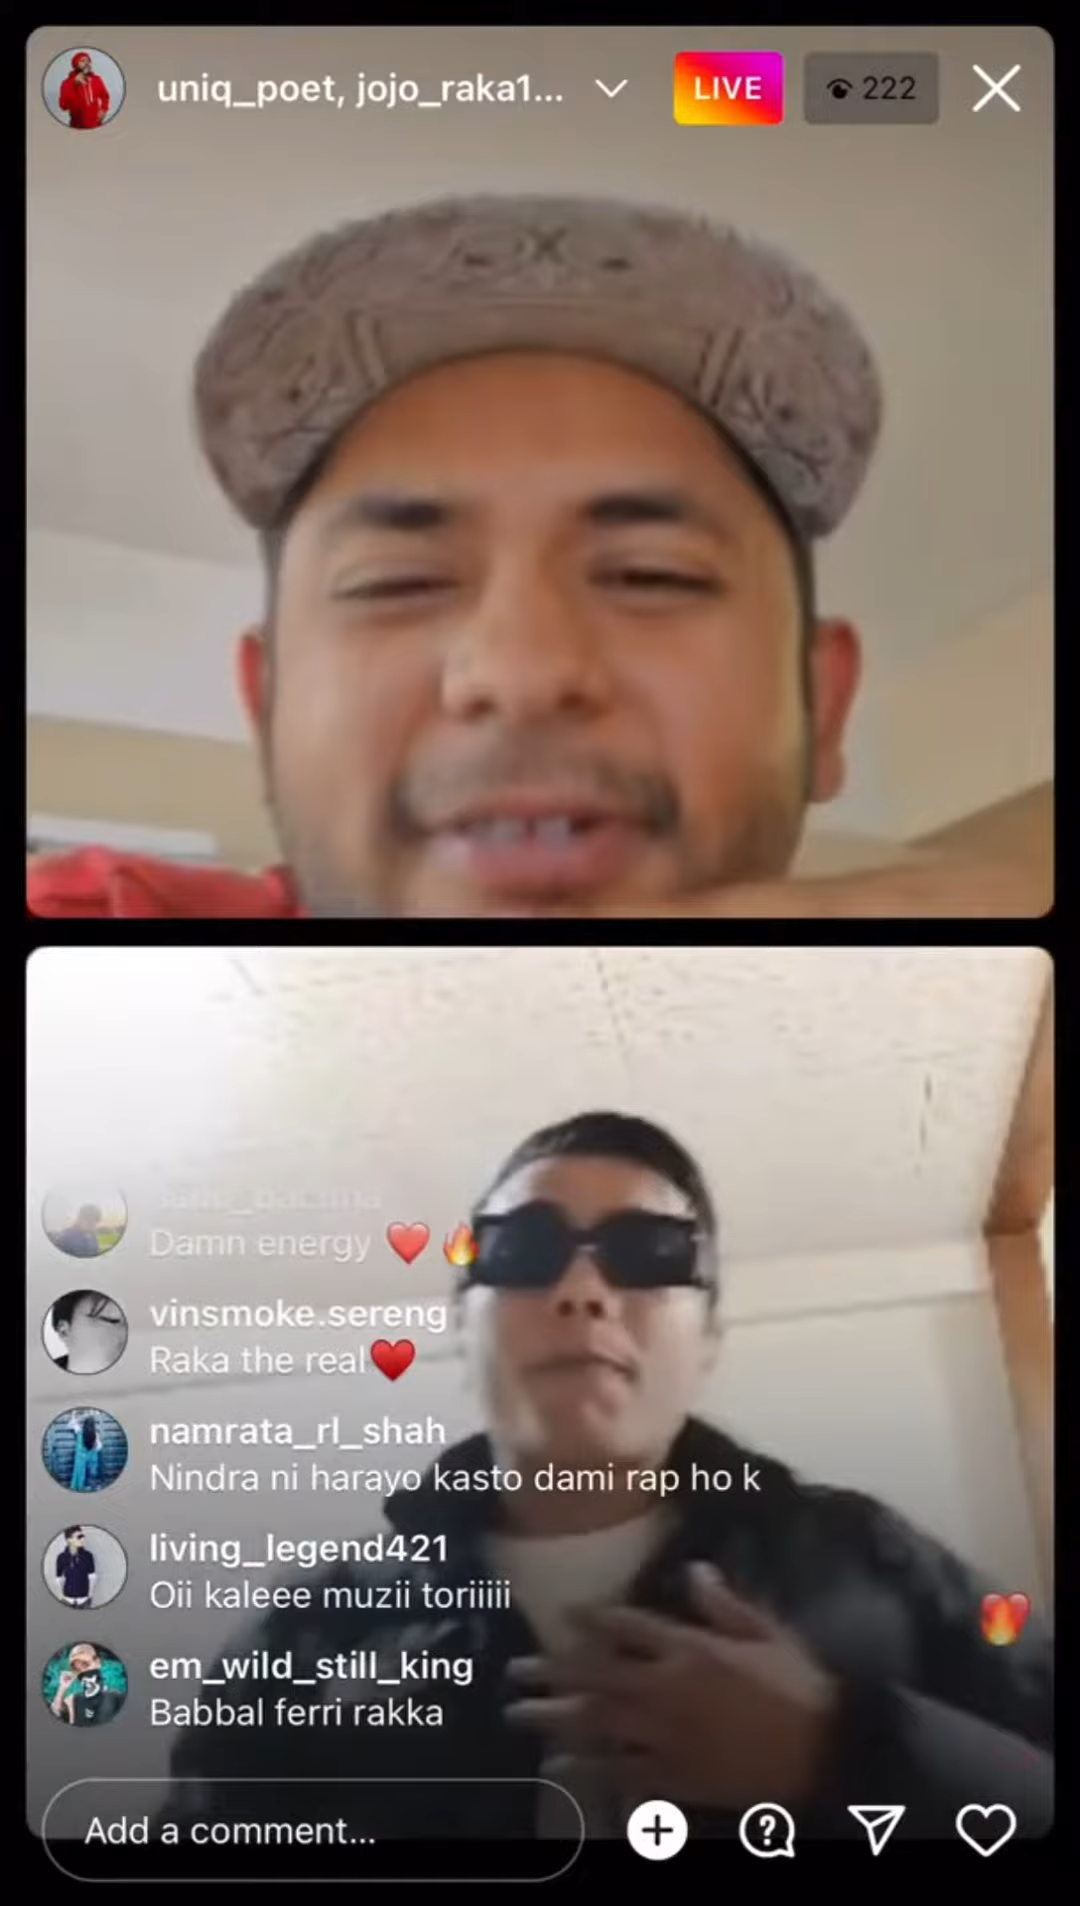 uniq_poet, jojo_raka1...
LIVE
222
Damn energy ❤️ 🔥
vinsmoke.sereng
Raka the real❤️
namrata_rl_shah
Nindra ni harayo kasto dami rap ho k
living_legend421
Oii kaleee muzii toriiiii
em_wild_still_king
Babbal ferri rakka
Add a comment...